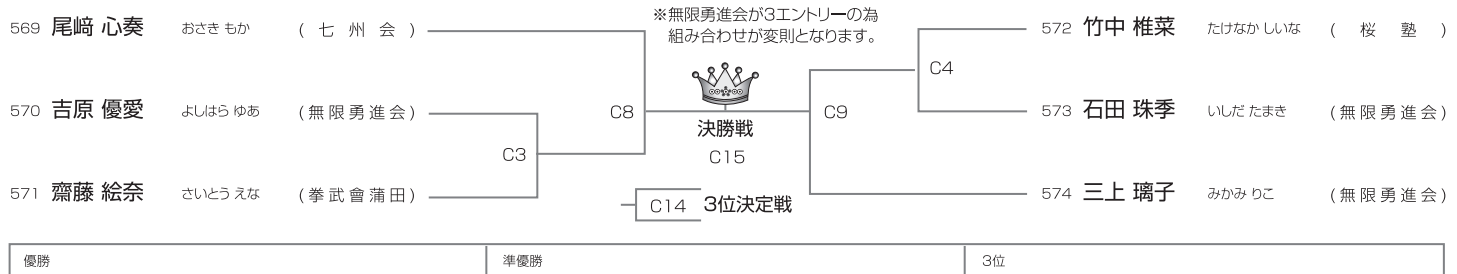 569 尾﨑 心奏 おさき もか (七州会)
570 吉原 優愛 よしはら ゆあ (無限勇進会)
571 齋藤 絵奈 さいとう えな (拳武會蒲田)
C3
C8
※無限勇進会が3エントリーの為
組み合わせが変則となります。
決勝戦
C15
C14 3位決定戦
C9
C4
572 竹中 椎菜 たけなか しいな (桜塾)
573 石田 珠季 いしだ たまき (無限勇進会)
574 三上 璃子 みかみ りこ (無限勇進会)
優勝 準優勝 3位